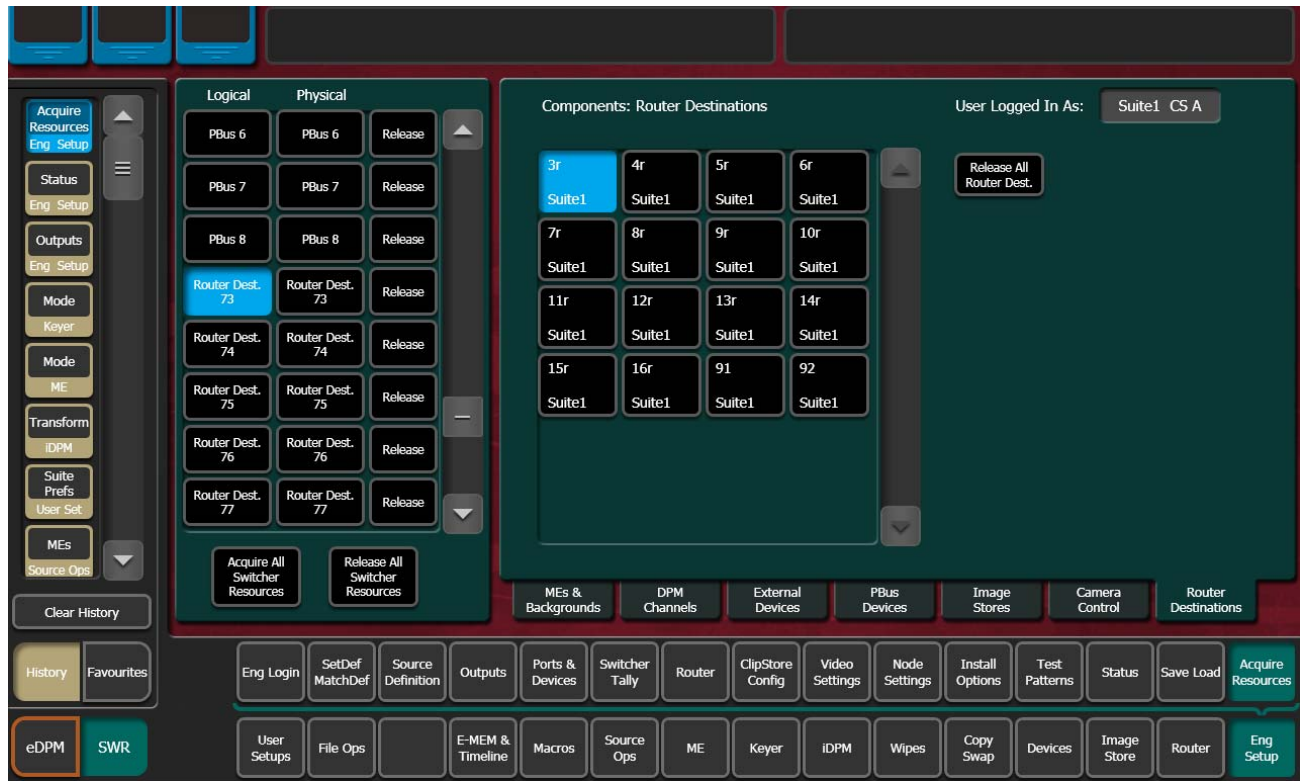 Acquire
Resources
Eng Setup
Status
Eng Setup
Outputs
Eng Setup
Mode
Keyer
Mode
ME
Transform
iDPM
Suite
Prefs
User Set
MEs
Source Ops
Clear History
History
Favourites
eDPM
SWR
Logical Physical
PBus 6 PBus 6 Release
PBus 7 PBus 7 Release
PBus 8 PBus 8 Release
Router Dest. Router Dest.
73 73 Release
Router Dest. Router Dest.
74 74 Release
Router Dest. Router Dest.
75 75 Release
Router Dest. Router Dest.
76 76 Release
Router Dest. Router Dest.
77 77 Release
Acquire All
Switcher
Resources
Release All
Switcher
Resources
Components: Router Destinations
User Logged In As: Suite1 CS A
3r 4r 5r 6r
Suite1 Suite1 Suite1 Suite1
7r 8r 9r 10r
Suite1 Suite1 Suite1 Suite1
11r 12r 13r 14r
Suite1 Suite1 Suite1 Suite1
15r 16r 91 92
Suite1 Suite1 Suite1 Suite1
Release All
Router Dest.
MEs &
Backgrounds
DPM
Channels
External
Devices
PBus
Devices
Image
Stores
Camera
Control
Router
Destinations
Eng Login
SetDef
MatchDef
Source
Definition
Outputs
Ports &
Devices
Switcher
Tally
Router
ClipStore
Config
Video
Settings
Node
Settings
Install
Options
Test
Patterns
Status
Save Load
Acquire
Resources
User
Setups
File Ops
E-MEM &
Timeline
Macros
Source
Ops
ME
Keyer
iDPM
Wipes
Copy
Swap
Devices
Image
Store
Router
Eng
Setup